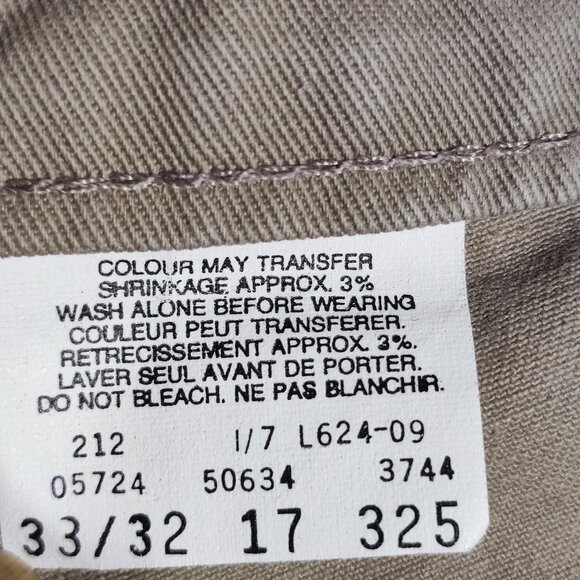 COLOUR MAY TRANSFER
SHRINKAGE APPROX. 3%
WASH ALONE BEFORE WEARING
COULEUR PEUT TRANSFERER.
RETRECISSEMENT APPROX. 3%.
LAVER SEUL AVANT DE PORTER.
DO NOT BLEACH. NE PAS BLANCHIR.
212 1/7 L624-09
05724 50634 3744
33/32 17 325